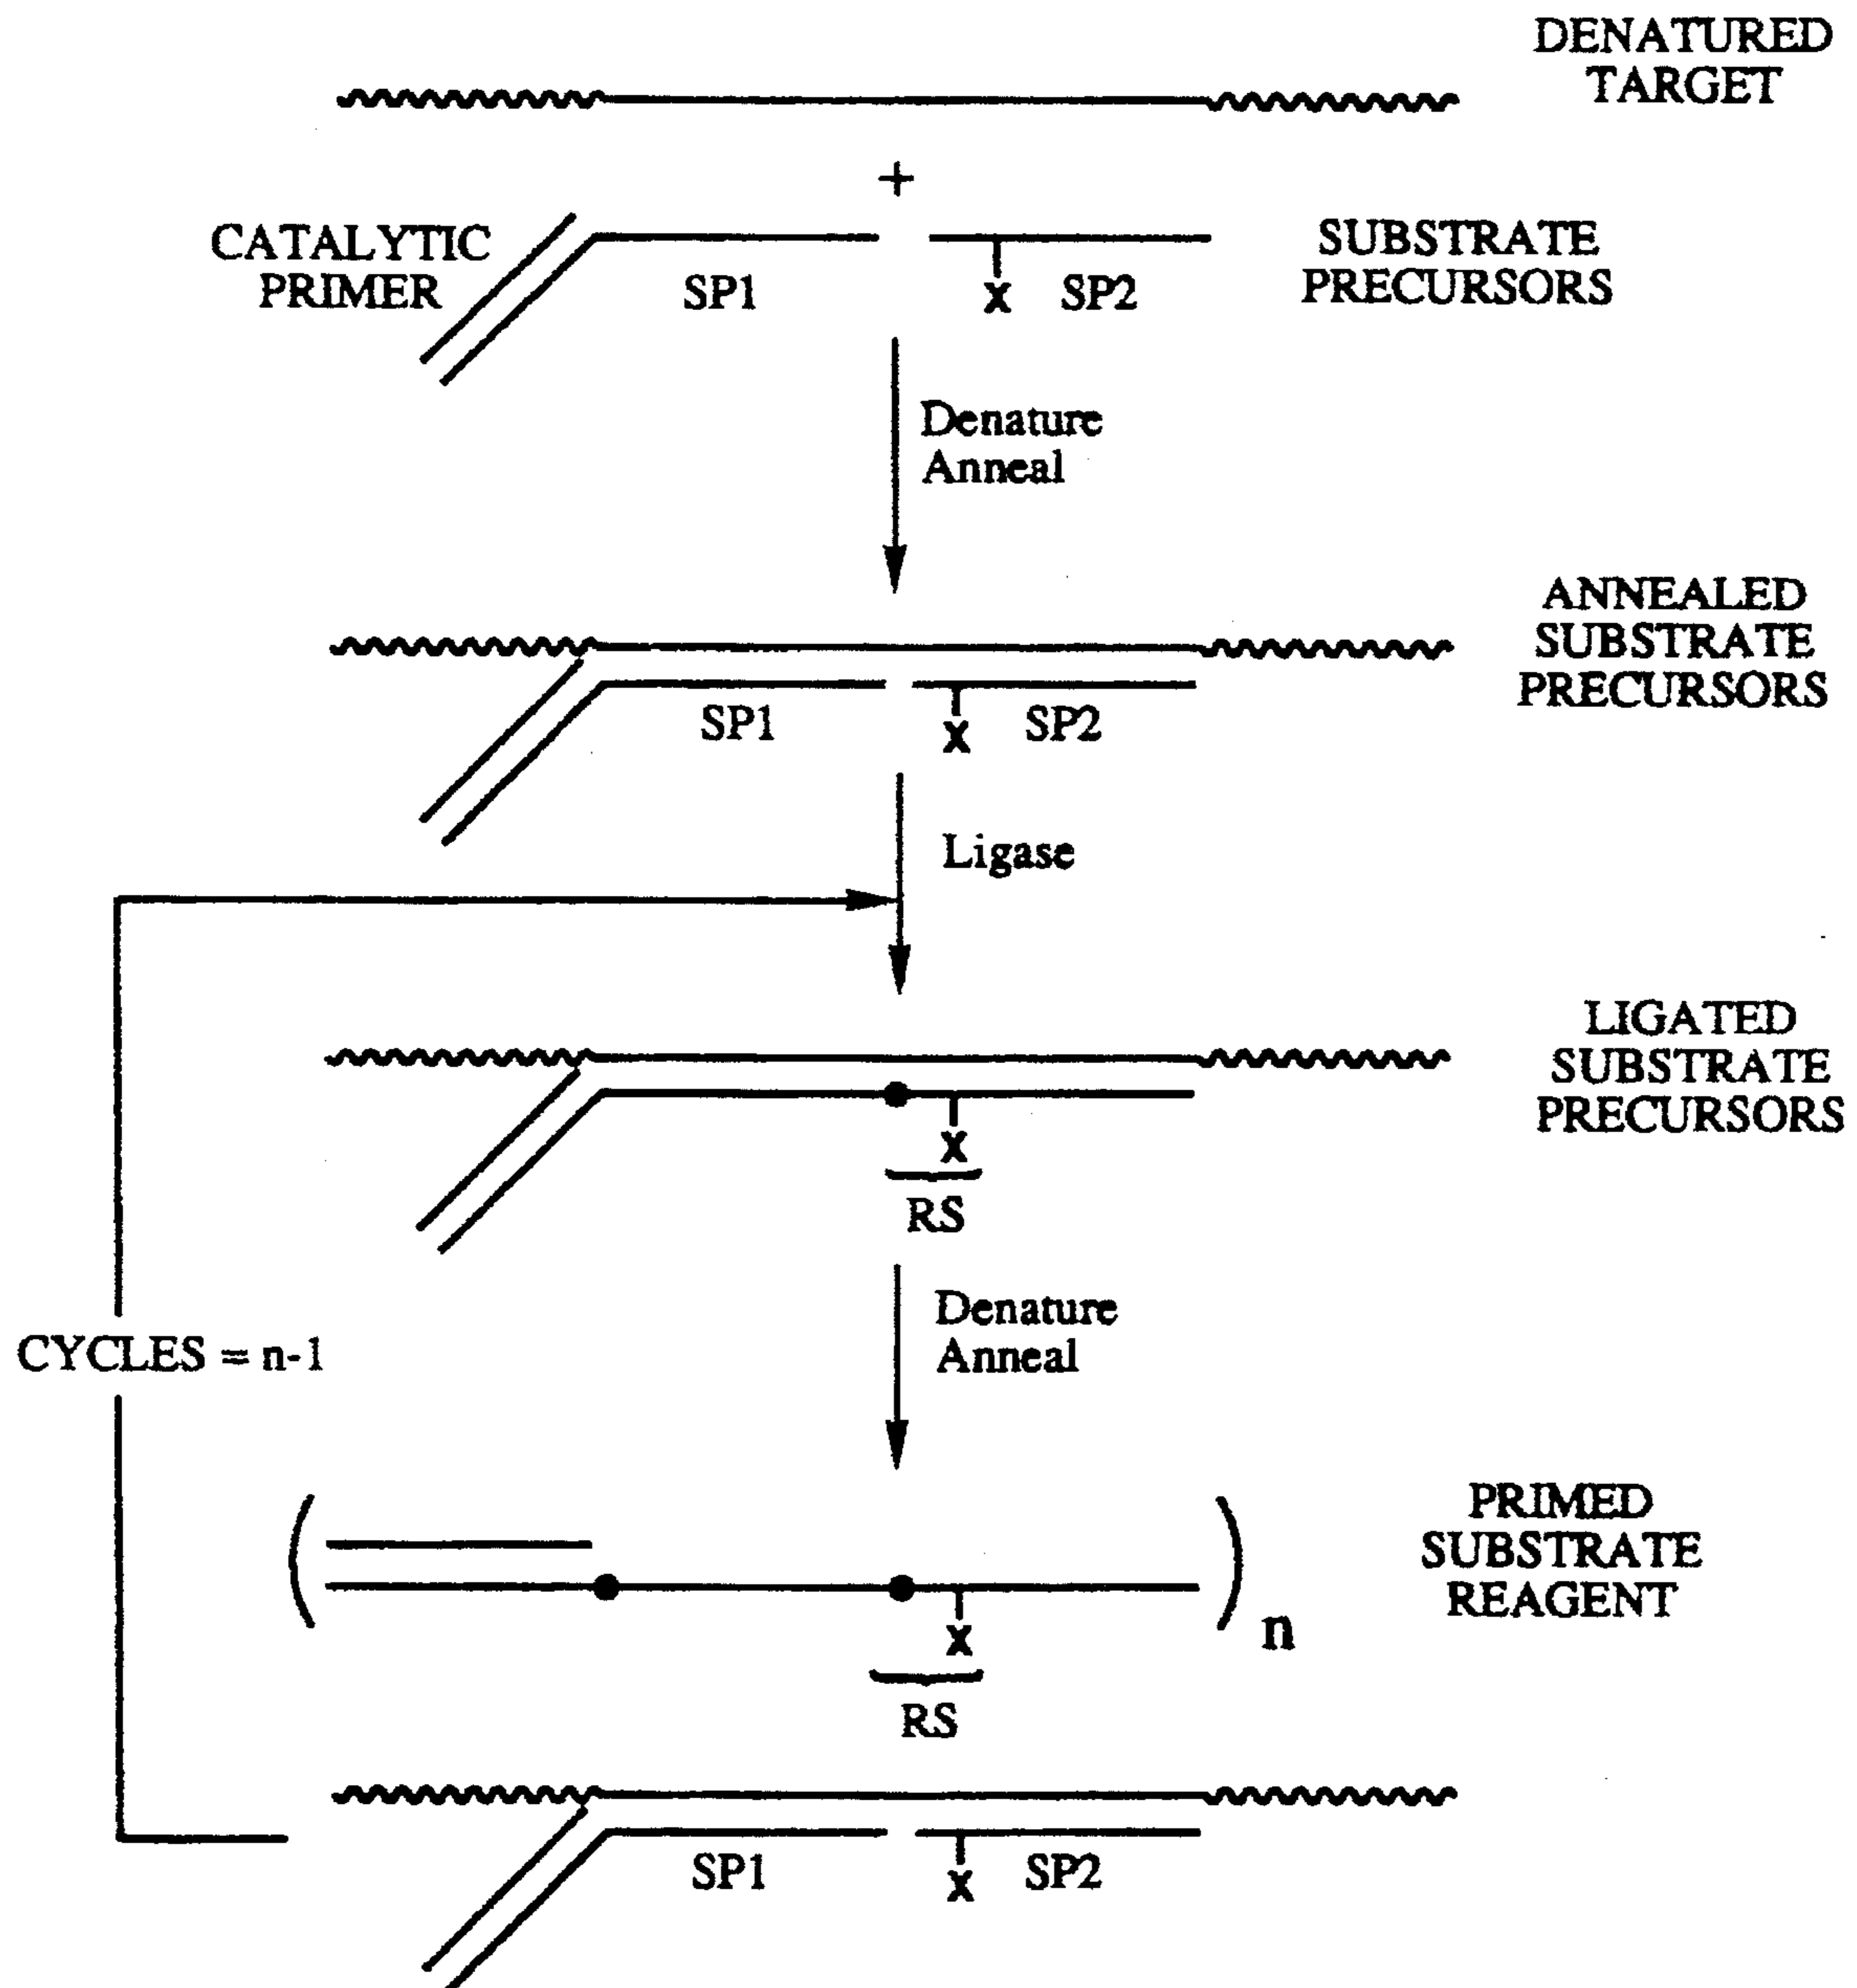 DENATURED
TARGET
+
CATALYTIC
PRIMER
SP1
X
SP2
SUBSTRATE
PRECURSORS
Denature
Anneal
ANNEALED
SUBSTRATE
PRECURSORS
SP1
X
SP2
Ligase
LIGATED
SUBSTRATE
PRECURSORS
X
RS
Denature
Anneal
CYCLES = n-1
PRIMED
SUBSTRATE
REAGENT
n
X
RS
SP1
X
SP2